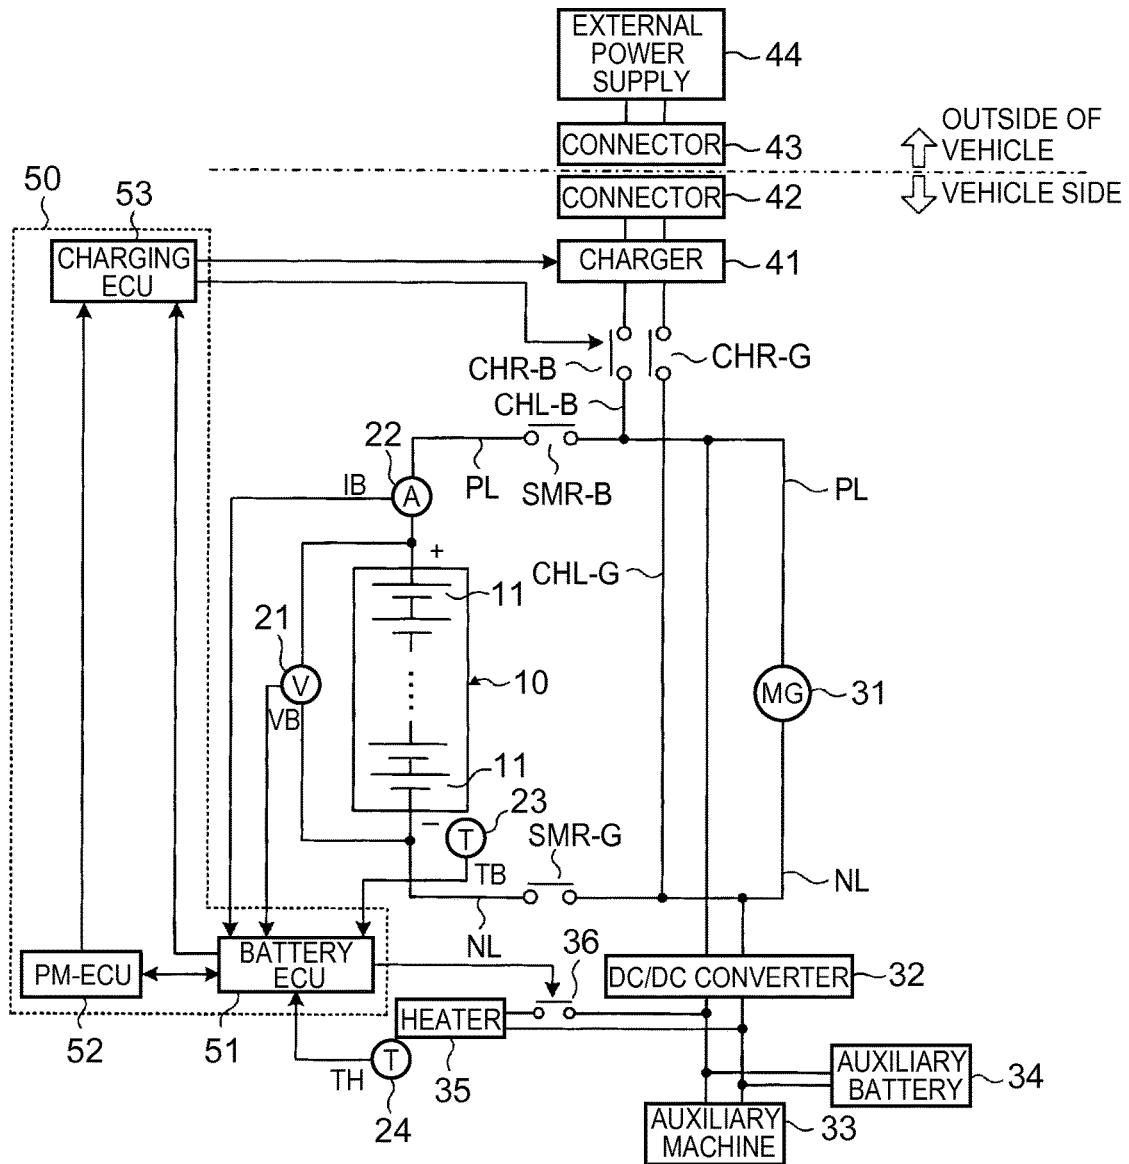 EXTERNAL
POWER
SUPPLY
44
CONNECTOR
43
OUTSIDE OF
VEHICLE
CONNECTOR
42
VEHICLE SIDE
50
53
CHARGING
ECU
CHARGER
41
CHR-B
CHR-G
CHL-B
22
IB
A
PL
SMR-B
PL
+
11
CHL-G
21
V
VB
10
MG
31
11
23
−
T
TB
SMR-G
NL
NL
36
BATTERY
ECU
PM-ECU
DC/DC CONVERTER
32
HEATER
52
51
TH
T
24
35
AUXILIARY
BATTERY
34
AUXILIARY
MACHINE
33